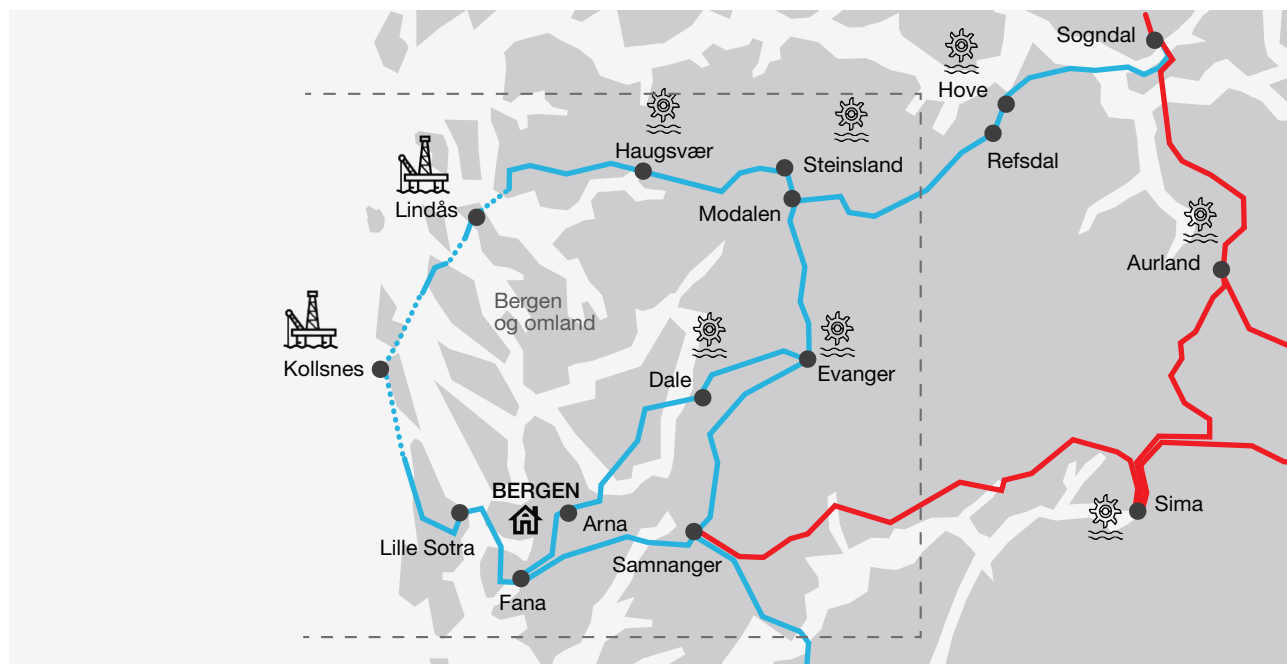 Sogndal
Hove
Haugsvær
Steinsland
Refsdal
Lindås
Modalen
Aurland
Bergen
og omland
Kollsnes
Dale
Evanger
BERGEN
Sima
Arna
Lille Sotra
Samnanger
Fana